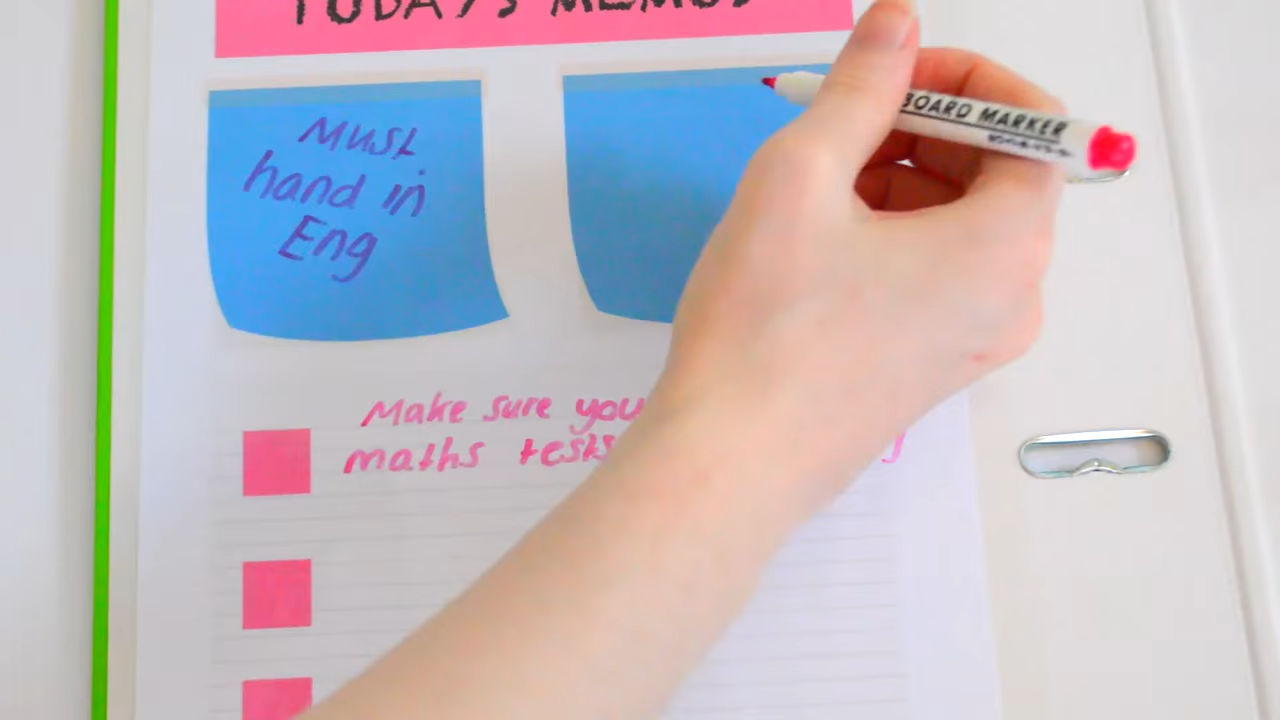 TODAY'S MEMOS
BOARD MARKER
Must
hand in
Eng
Make sure you
maths tests